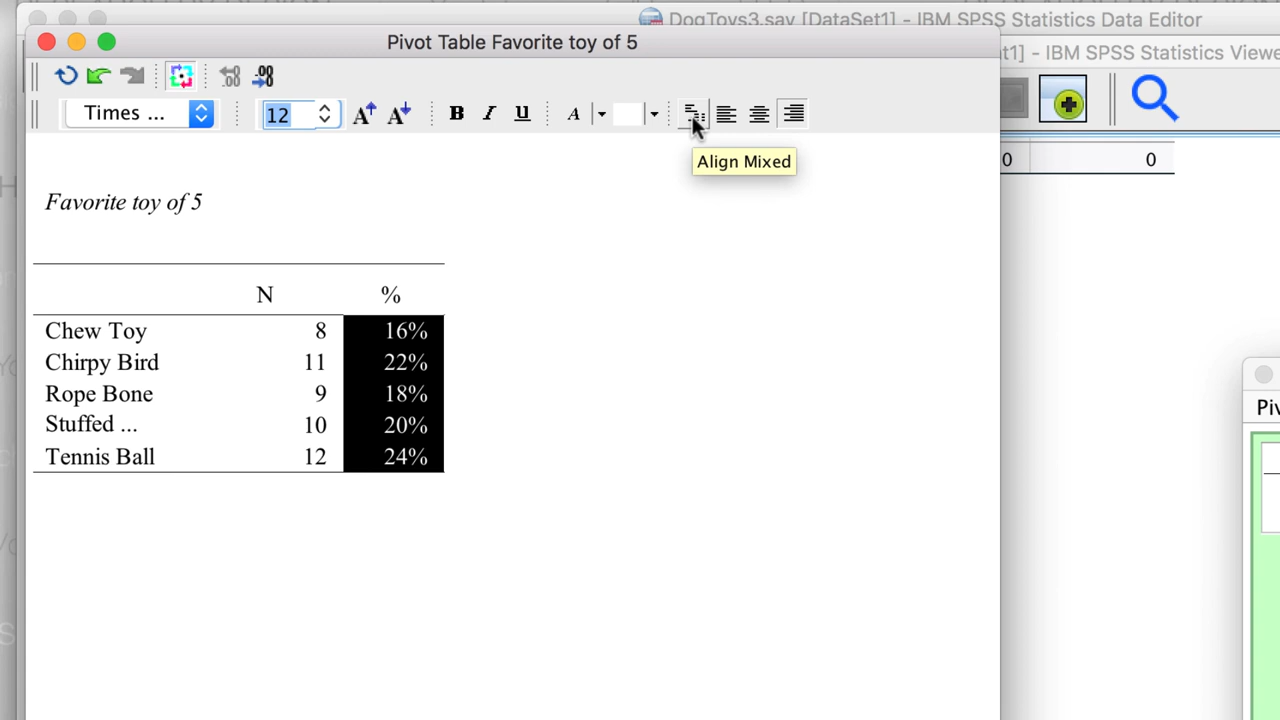 DogToys3.sav [DataSet1] - IBM SPSS Statistics Data Editor
Pivot Table Favorite toy of 5
t1] - IBM SPSS Statistics Viewe
Times ...
12
A
A
B
I
U
A
Align Mixed
0
0
Favorite toy of 5
N %
Chew Toy 8 16%
Chirpy Bird 11 22%
Rope Bone 9 18%
Stuffed ... 10 20%
Tennis Ball 12 24%
Piv